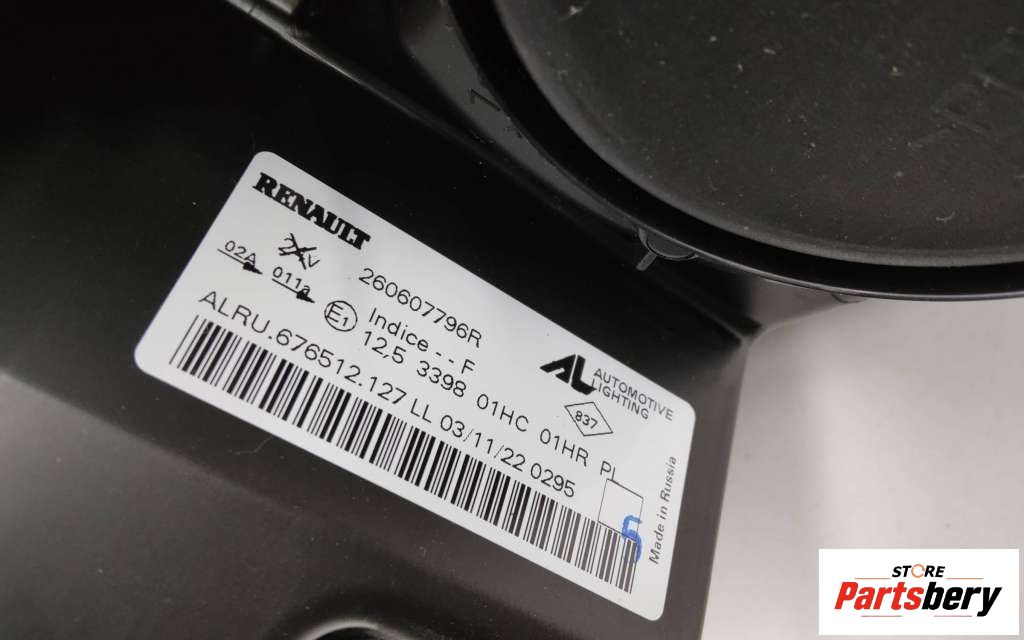 RENAULT
260607796R
02A
011a
E1
Indice - - F
12,5 3398 01HC 01HR PL
AUTOMOTIVE
LIGHTING
837
ALRU.676512.127 LL 03/11/22 0295
5
Made in Russia
STORE
Partsbery